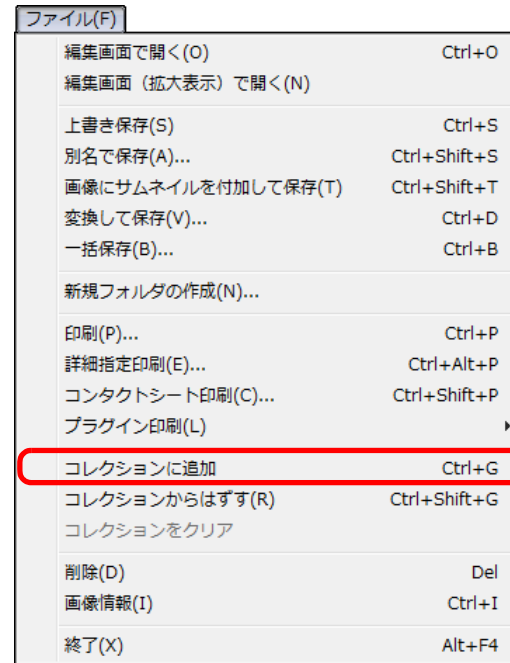 ファイル(F)
編集画面で開く(O) Ctrl+O
編集画面（拡大表示）で開く(N)
上書き保存(S) Ctrl+S
別名で保存(A)... Ctrl+Shift+S
画像にサムネイルを付加して保存(T) Ctrl+Shift+T
変換して保存(V)... Ctrl+D
一括保存(B)... Ctrl+B
新規フォルダの作成(N)...
印刷(P)... Ctrl+P
詳細指定印刷(E)... Ctrl+Alt+P
コンタクトシート印刷(C)... Ctrl+Shift+P
プラグイン印刷(L)
コレクションに追加 Ctrl+G
コレクションからはずす(R) Ctrl+Shift+G
コレクションをクリア
削除(D) Del
画像情報(I) Ctrl+I
終了(X) Alt+F4